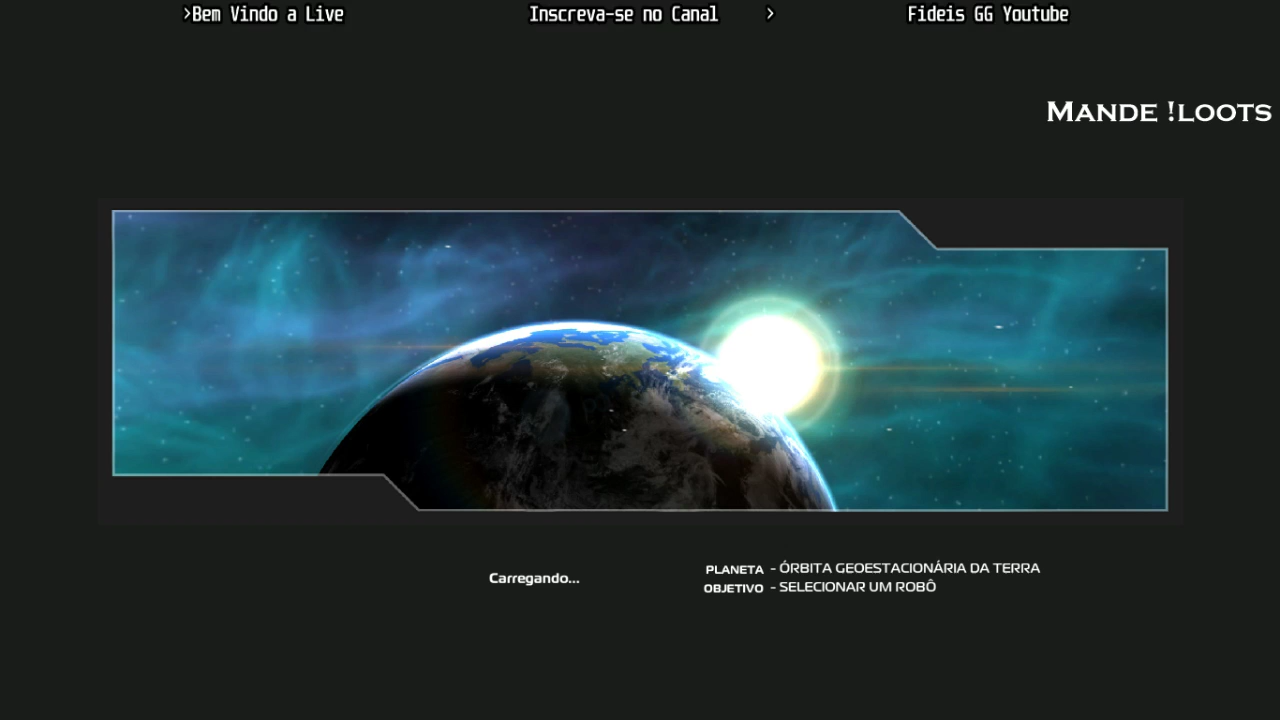 >Bem Vindo a Live Inscreva-se no Canal > Fideis GG Youtube
Mande !loots
Carregando...
PLANETA - ÓRBITA GEOESTACIONÁRIA DA TERRA
OBJETIVO - SELECIONAR UM ROBÔ